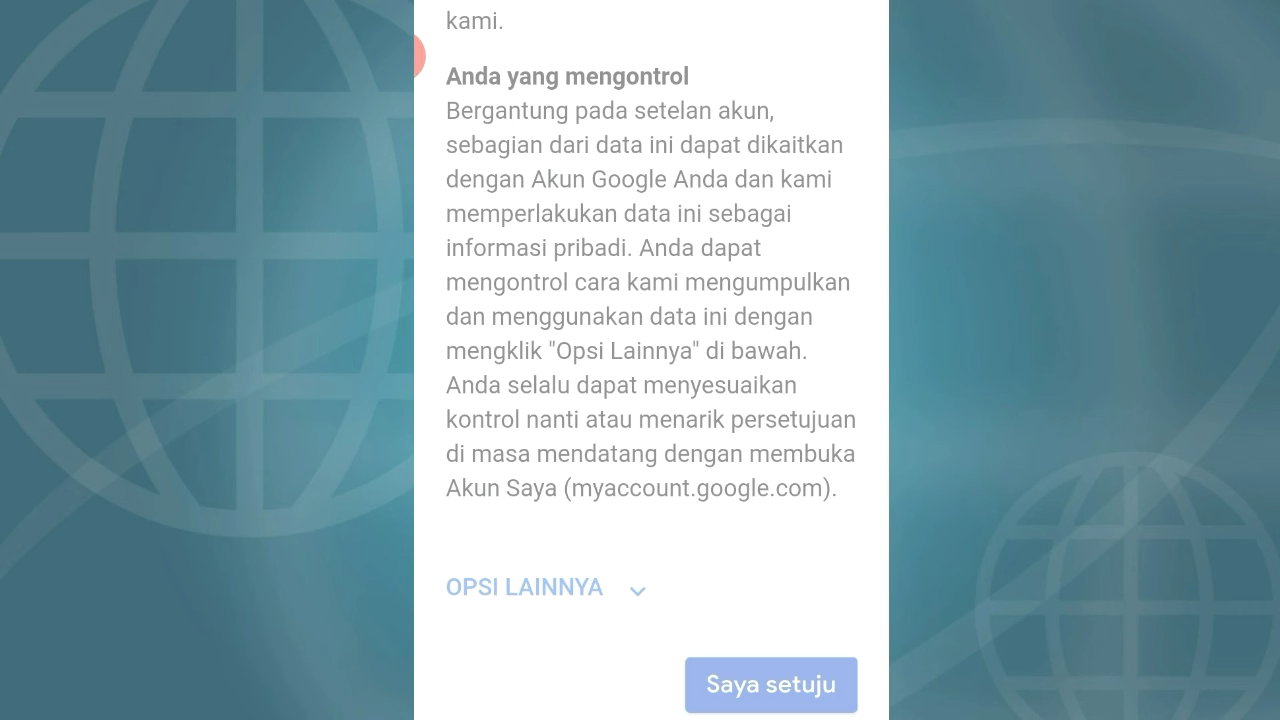 kami.
Anda yang mengontrol
Bergantung pada setelan akun,
sebagian dari data ini dapat dikaitkan
dengan Akun Google Anda dan kami
memperlakukan data ini sebagai
informasi pribadi. Anda dapat
mengontrol cara kami mengumpulkan
dan menggunakan data ini dengan
mengklik "Opsi Lainnya" di bawah.
Anda selalu dapat menyesuaikan
kontrol nanti atau menarik persetujuan
di masa mendatang dengan membuka
Akun Saya (myaccount.google.com).
OPSI LAINNYA
Saya setuju